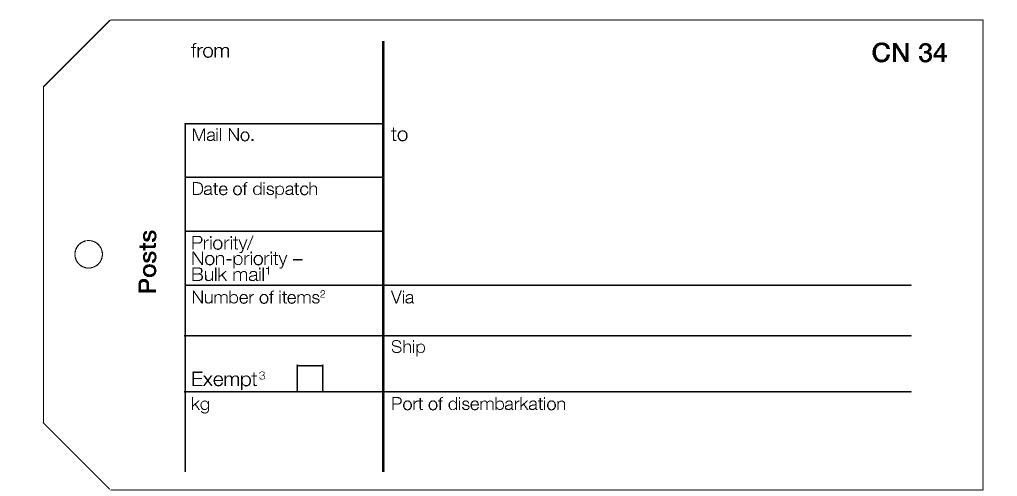 from
CN 34
Mail No.
to
Date of dispatch
Posts
Priority/
Non-priority –
Bulk mail¹
Number of items²
Via
Ship
Exempt³
kg
Port of disembarkation